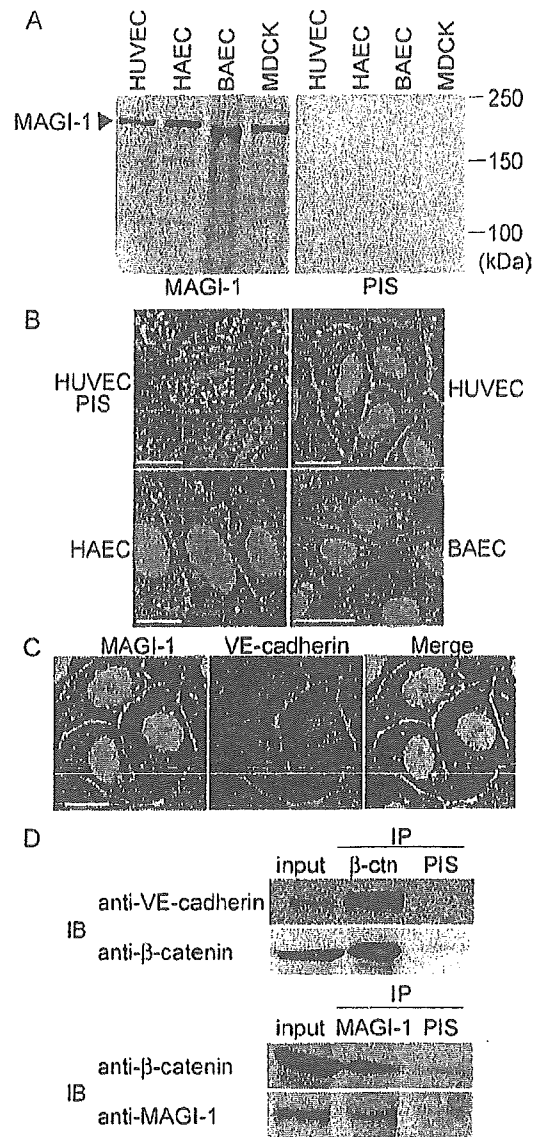 A
HUVEC HAEC BAEC MDCK HUVEC HAEC BAEC MDCK
MAGI-1
250
150
100
(kDa)
MAGI-1 PIS
B
HUVEC PIS
HUVEC
HAEC
BAEC
C
MAGI-1 VE-cadherin Merge
D
IP
input β-ctn PIS
anti-VE-cadherin
IB
anti-β-catenin
IP
input MAGI-1 PIS
anti-β-catenin
IB
anti-MAGI-1